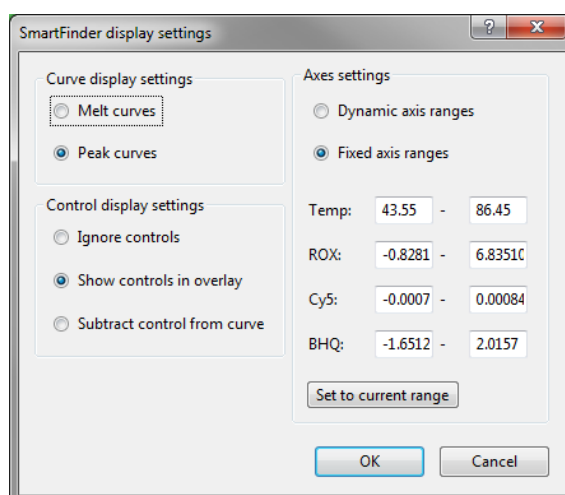 SmartFinder display settings
Curve display settings
Melt curves
Peak curves
Control display settings
Ignore controls
Show controls in overlay
Subtract control from curve
Axes settings
Dynamic axis ranges
Fixed axis ranges
Temp: 43.55 - 86.45
ROX: -0.8281 - 6.8351
Cy5: -0.0007 - 0.00084
BHQ: -1.6512 - 2.0157
Set to current range
OK Cancel